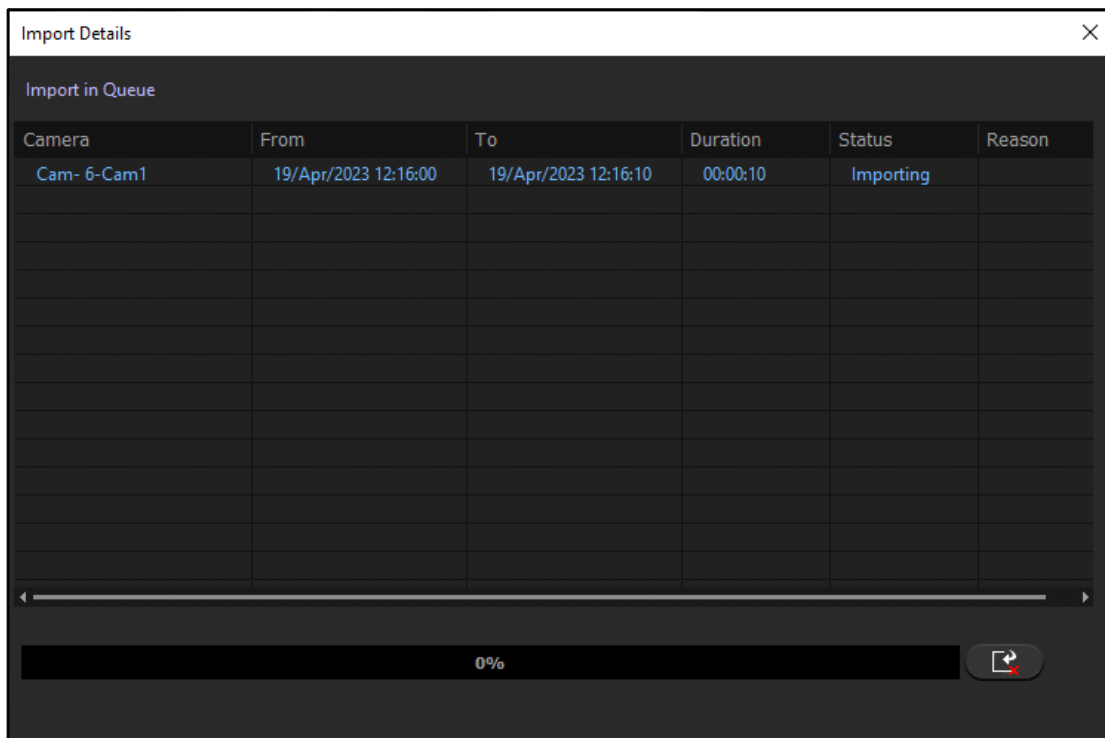 Import Details
Import in Queue
Camera From To Duration Status Reason
Cam- 6-Cam1 19/Apr/2023 12:16:00 19/Apr/2023 12:16:10 00:00:10 Importing
0%